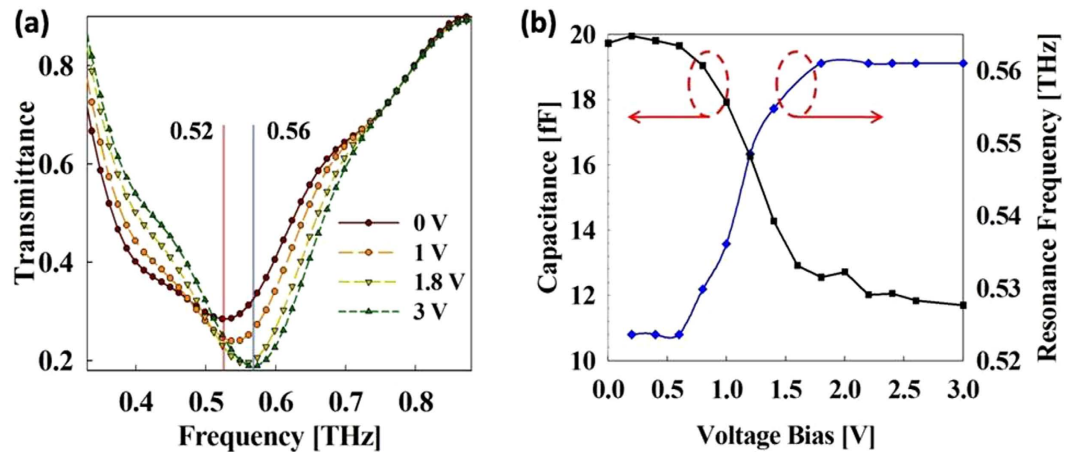 (a)
0.8
0.6
0.4
0.2
Transmittance
0.52
0.56
0 V
1 V
1.8 V
3 V
0.4 0.5 0.6 0.7 0.8
Frequency [THz]
(b)
20
18
16
14
12
10
Capacitance [fF]
0.56
0.55
0.54
0.53
0.52
Resonance Frequency [THz]
0.0 0.5 1.0 1.5 2.0 2.5 3.0
Voltage Bias [V]